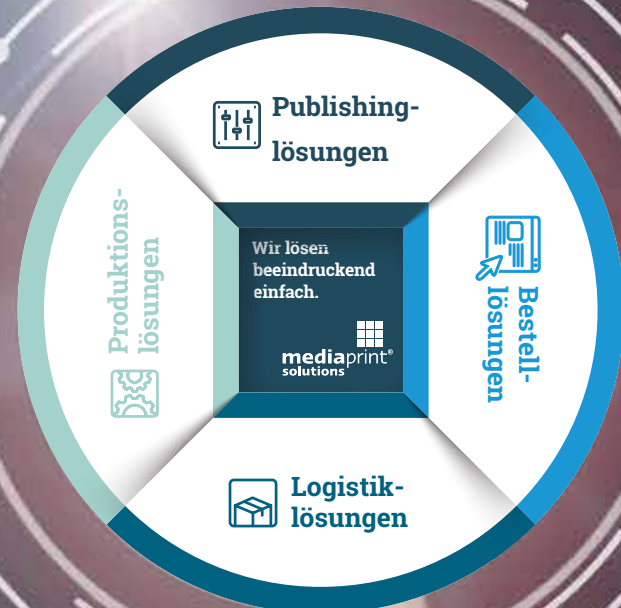 Publishing-
lösungen
Produktions-
lösungen
Wir lösen
beeindruckend
einfach.
mediaprint®
solutions
Bestell-
lösungen
Logistik-
lösungen